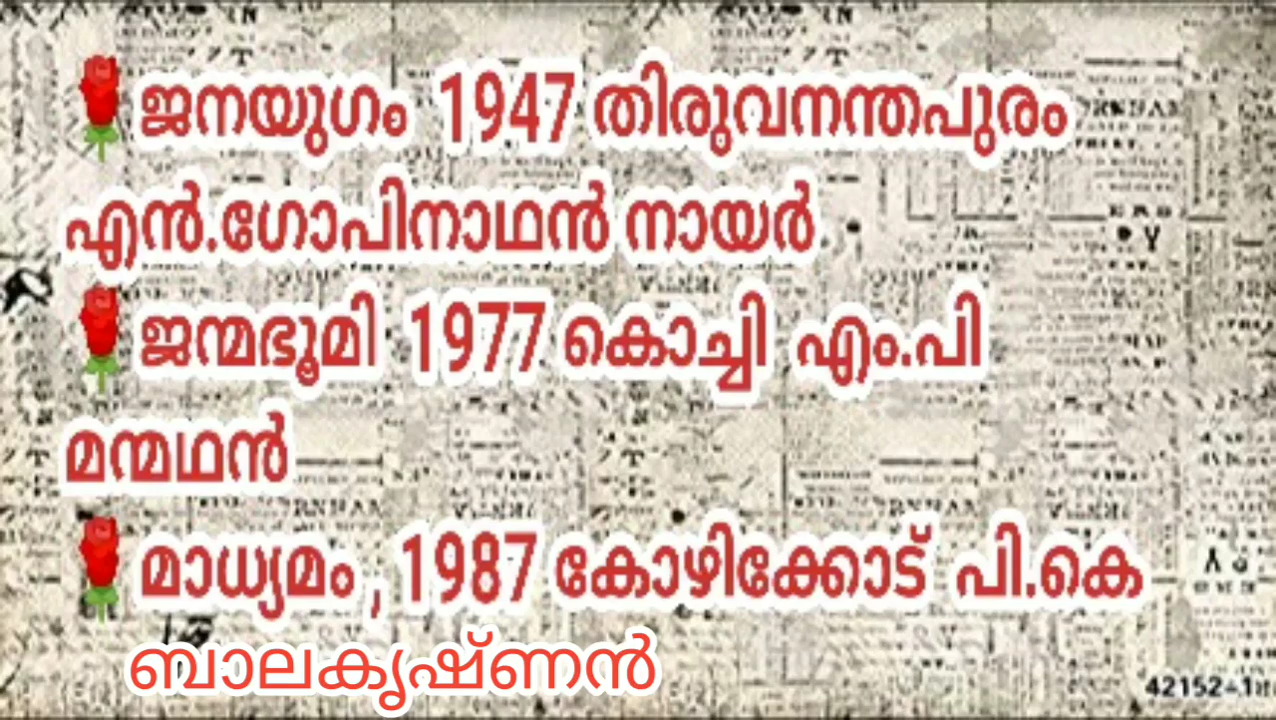 🌹ജനയുഗം 1947 തിരുവനന്തപുരം
എൻ.ഗോപിനാഥൻ നായർ
🌹ജന്മഭൂമി 1977 കൊച്ചി എം.പി
മന്മഥൻ
🌹മാധ്യമം , 1987 കോഴിക്കോട് പി.കെ
ബാലകൃഷ്ണൻ